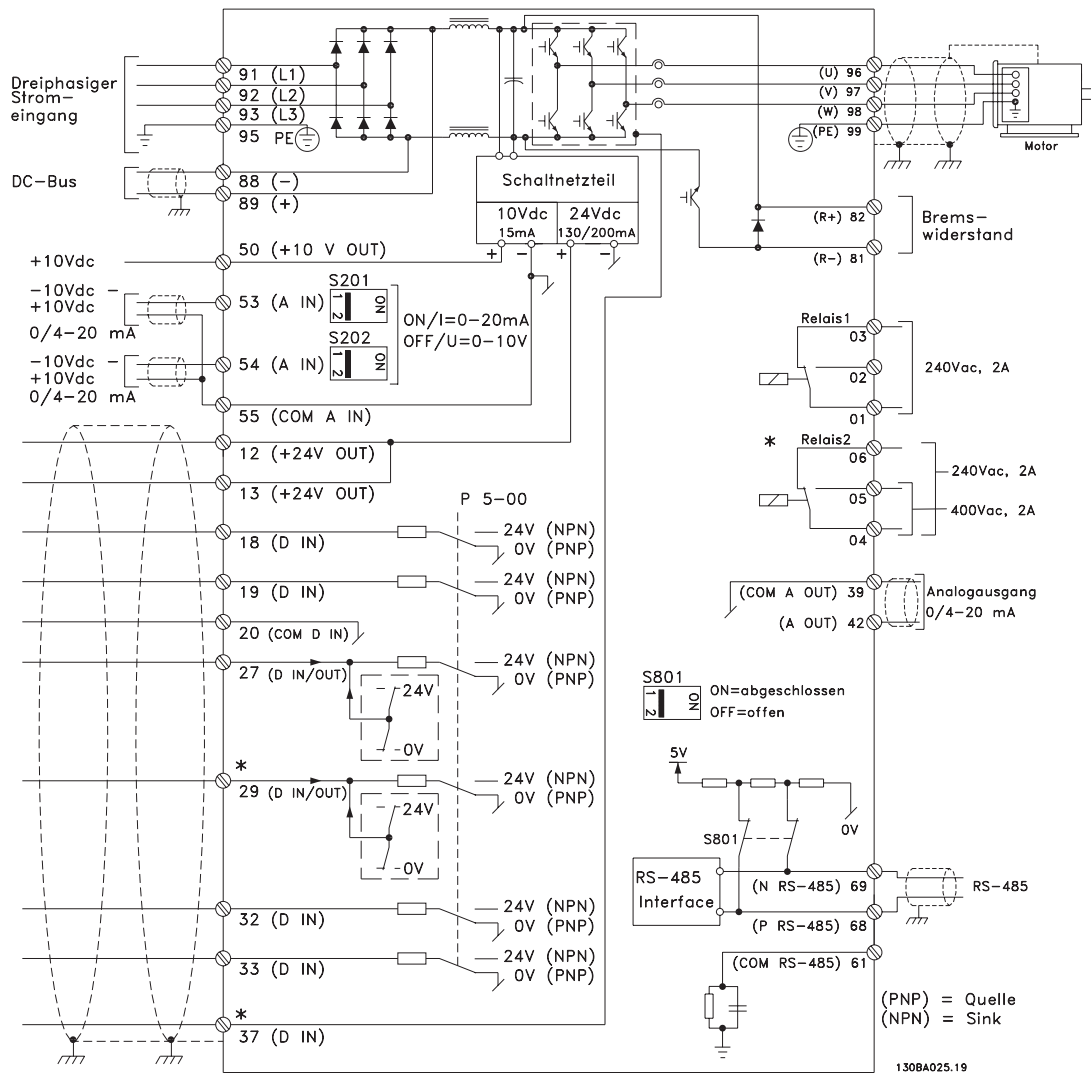 Dreiphasiger
Strom-
eingang
91 (L1)
92 (L2)
93 (L3)
95 PE
DC-Bus
88 (-)
89 (+)
Schaltnetzteil
10Vdc
15mA
24Vdc
130/200mA
+ - + -
(U) 96
(V) 97
(W) 98
(PE) 99
Motor
(R+) 82
(R-) 81
Brems-
widerstand
+10Vdc
50 (+10 V OUT)
-10Vdc -
+10Vdc
0/4-20 mA
53 (A IN)
S201
1 2
ON
ON/I=0-20mA
OFF/U=0-10V
-10Vdc -
+10Vdc
0/4-20 mA
54 (A IN)
S202
1 2
ON
55 (COM A IN)
12 (+24V OUT)
13 (+24V OUT)
P 5-00
18 (D IN)
24V (NPN)
0V (PNP)
19 (D IN)
24V (NPN)
0V (PNP)
20 (COM D IN)
27 (D IN/OUT)
24V (NPN)
0V (PNP)
24V
0V
*
29 (D IN/OUT)
24V (NPN)
0V (PNP)
24V
0V
32 (D IN)
24V (NPN)
0V (PNP)
33 (D IN)
24V (NPN)
0V (PNP)
*
37 (D IN)
Relais1
03
02
01
240Vac, 2A
*
Relais2
06
05
04
240Vac, 2A
400Vac, 2A
(COM A OUT) 39
(A OUT) 42
Analogausgang
0/4-20 mA
S801
1 2
ON
ON=abgeschlossen
OFF=offen
5V
S801
0V
RS-485
Interface
(N RS-485) 69
(P RS-485) 68
RS-485
(COM RS-485) 61
(PNP) = Quelle
(NPN) = Sink
130BA025.19